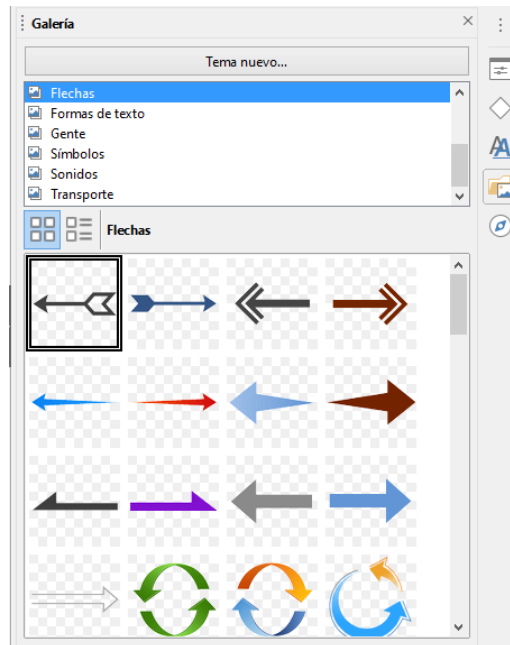 Galería
Tema nuevo...
Flechas
Formas de texto
Gente
Símbolos
Sonidos
Transporte
Flechas